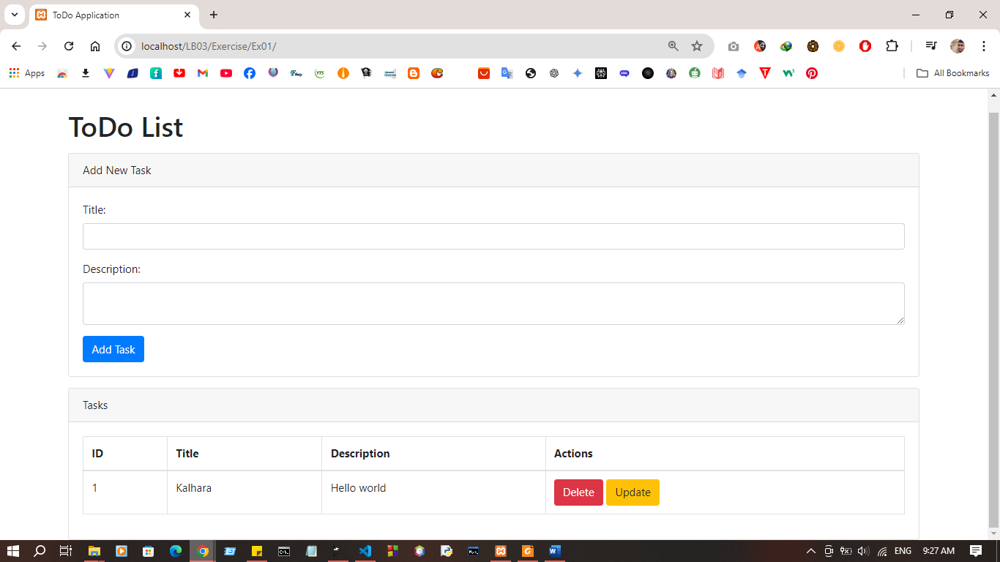 ToDo Application
localhost/LB03/Exercise/Ex01/
Apps
All Bookmarks
ToDo List
Add New Task
Title:
Description:
Add Task
Tasks
ID Title Description Actions
1 Kalhara Hello world Delete Update
ENG 9:27 AM